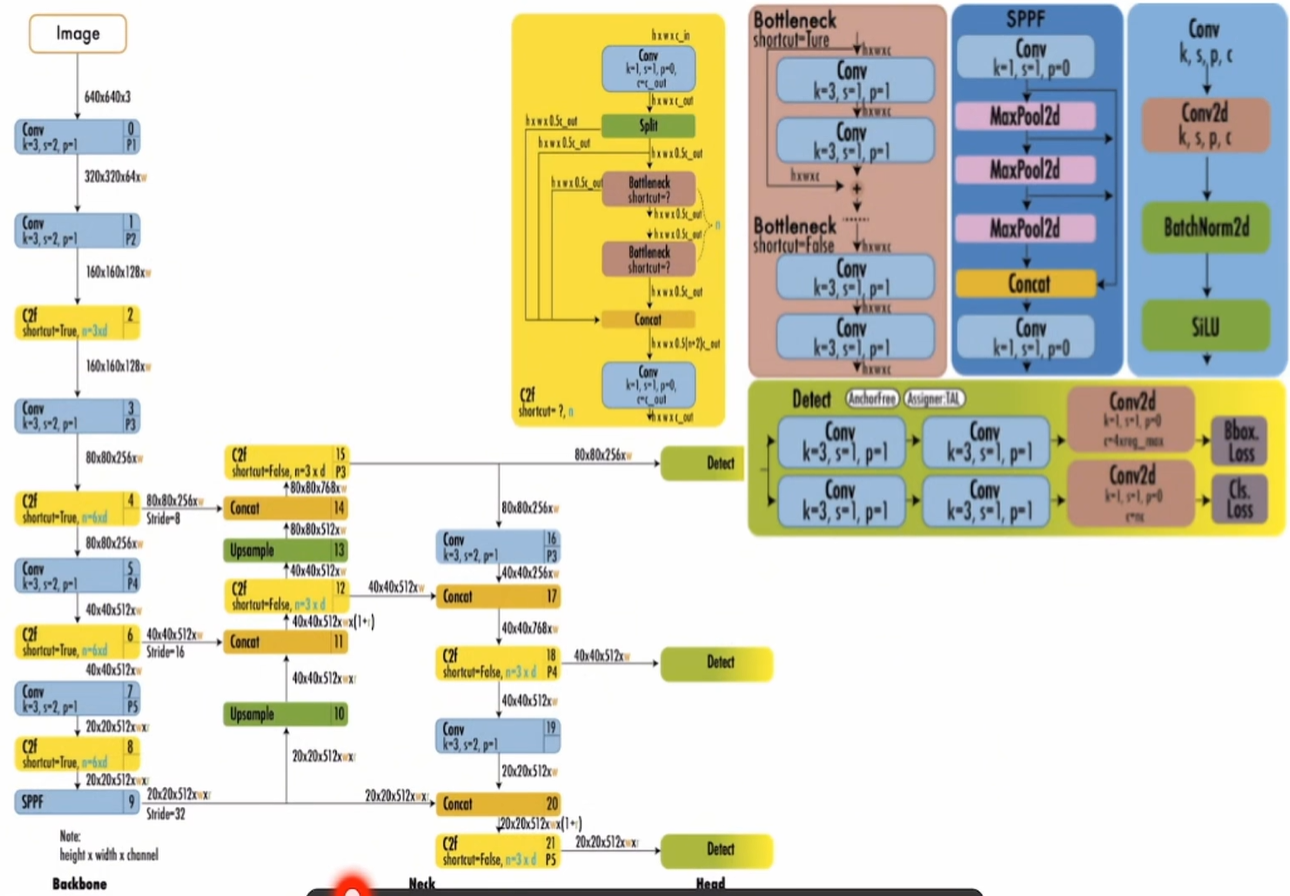 Image
640x640x3
Conv
k=3, s=2, p=1
0
P1
320x320x64xw
Conv
k=3, s=2, p=1
1
P2
160x160x128xw
C2f
shortcut=True, n=3xd
2
160x160x128xw
Conv
k=3, s=2, p=1
3
P3
80x80x256xw
C2f
shortcut=True, n=6xd
4
80x80x256xw
Stride=8
80x80x256xw
Conv
k=3, s=2, p=1
5
P4
40x40x512xw
C2f
shortcut=True, n=6xd
6
40x40x512xw
Stride=16
40x40x512xw
Conv
k=3, s=2, p=1
7
P5
20x20x512xwxr
C2f
shortcut=True, n=6xd
8
20x20x512xwxr
SPPF
9
20x20x512xwxr
Stride=32
Note:
height x width x channel
Backbone
C2f
shortcut=False, n=3 x d
15
P3
80x80x768xw
Concat
14
80x80x512xw
Upsample
13
40x40x512xw
C2f
shortcut=False, n=3 x d
12
40x40x512xw
40x40x512xwx(1+r)
Concat
11
40x40x512xwxr
Upsample
10
20x20x512xwxr
20x20x512xwxr
80x80x256xw
80x80x256xw
Conv
k=3, s=2, p=1
16
P3
40x40x256xw
Concat
17
40x40x768xw
C2f
shortcut=False, n=3 x d
18
P4
40x40x512xw
40x40x512xw
Conv
k=3, s=2, p=1
19
20x20x512xw
Concat
20
20x20x512xwx(1+r)
C2f
shortcut=False, n=3 x d
21
P5
20x20x512xwxr
Neck
Detect
Detect
Detect
Head
h x w x c_in
Conv
k=1, s=1, p=0,
c=c_out
h x w x c_out
Split
h x w x 0.5c_out
h x w x 0.5c_out
h x w x 0.5c_out
h x w x 0.5c_out
Bottleneck
shortcut=?
h x w x 0.5c_out
n
h x w x 0.5c_out
Bottleneck
shortcut=?
h x w x 0.5c_out
Concat
h x w x 0.5(n+2)c_out
Conv
k=1, s=1, p=0,
c=c_out
h x w x c_out
C2f
shortcut= ?, n
Bottleneck
shortcut=Ture
hxwxc
Conv
k=3, s=1, p=1
hxwxc
Conv
k=3, s=1, p=1
hxwxc
+
Bottleneck
shortcut=False
hxwxc
Conv
k=3, s=1, p=1
hxwxc
Conv
k=3, s=1, p=1
hxwxc
SPPF
Conv
k=1, s=1, p=0
MaxPool2d
MaxPool2d
MaxPool2d
Concat
Conv
k=1, s=1, p=0
Conv
k, s, p, c
Conv2d
k, s, p, c
BatchNorm2d
SiLU
Detect
AnchorFree
Assigner:TAL
Conv
k=3, s=1, p=1
Conv
k=3, s=1, p=1
Conv2d
k=1, s=1, p=0
c=4xreg_max
Bbox.
Loss
Conv
k=3, s=1, p=1
Conv
k=3, s=1, p=1
Conv2d
k=1, s=1, p=0
c=nc
Cls.
Loss